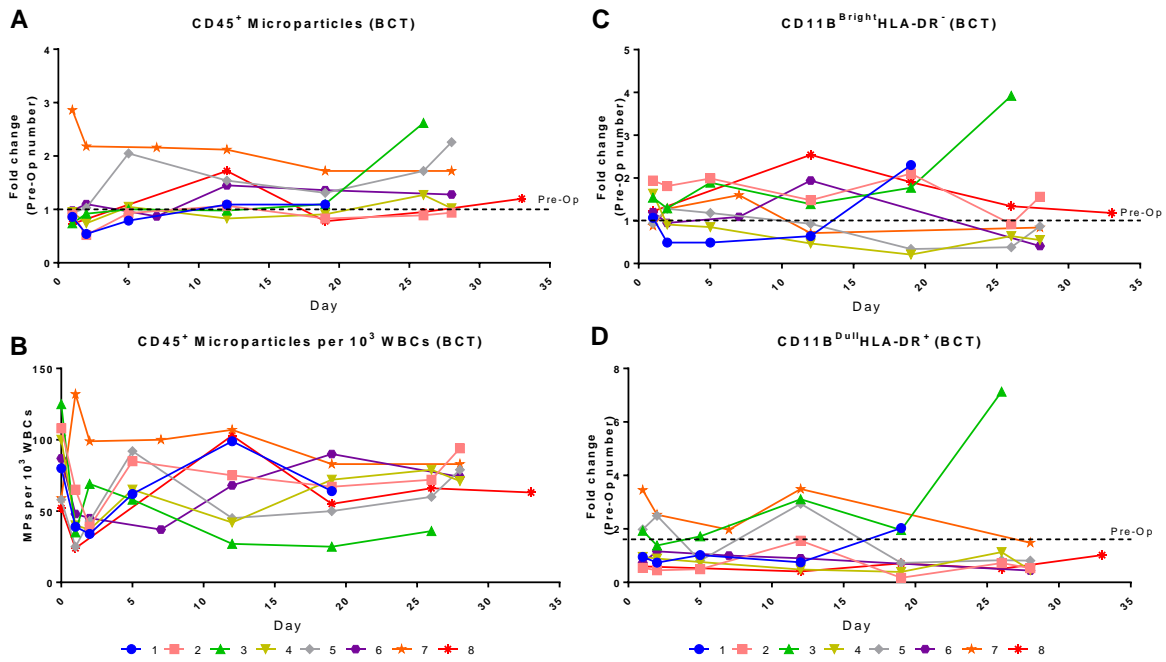 A
CD45⁺ Microparticles (BCT)
Fold change
(Pre-Op number)
4
3
2
1
0
Pre-Op
0 5 10 15 20 25 30 35
Day
C
CD11B^Bright HLA-DR⁻ (BCT)
Fold change
(Pre-Op number)
5
4
3
2
1
0
Pre-Op
0 5 10 15 20 25 30 35
Day
B
CD45⁺ Microparticles per 10³ WBCs (BCT)
MPs per 10³ WBCs
150
100
50
0
0 5 10 15 20 25 30 35
Day
1 2 3 4 5 6 7 8
D
CD11B^Dull HLA-DR⁺ (BCT)
Fold change
(Pre-Op number)
8
6
4
2
0
Pre-Op
0 5 10 15 20 25 30 35
Day
1 2 3 4 5 6 7 8